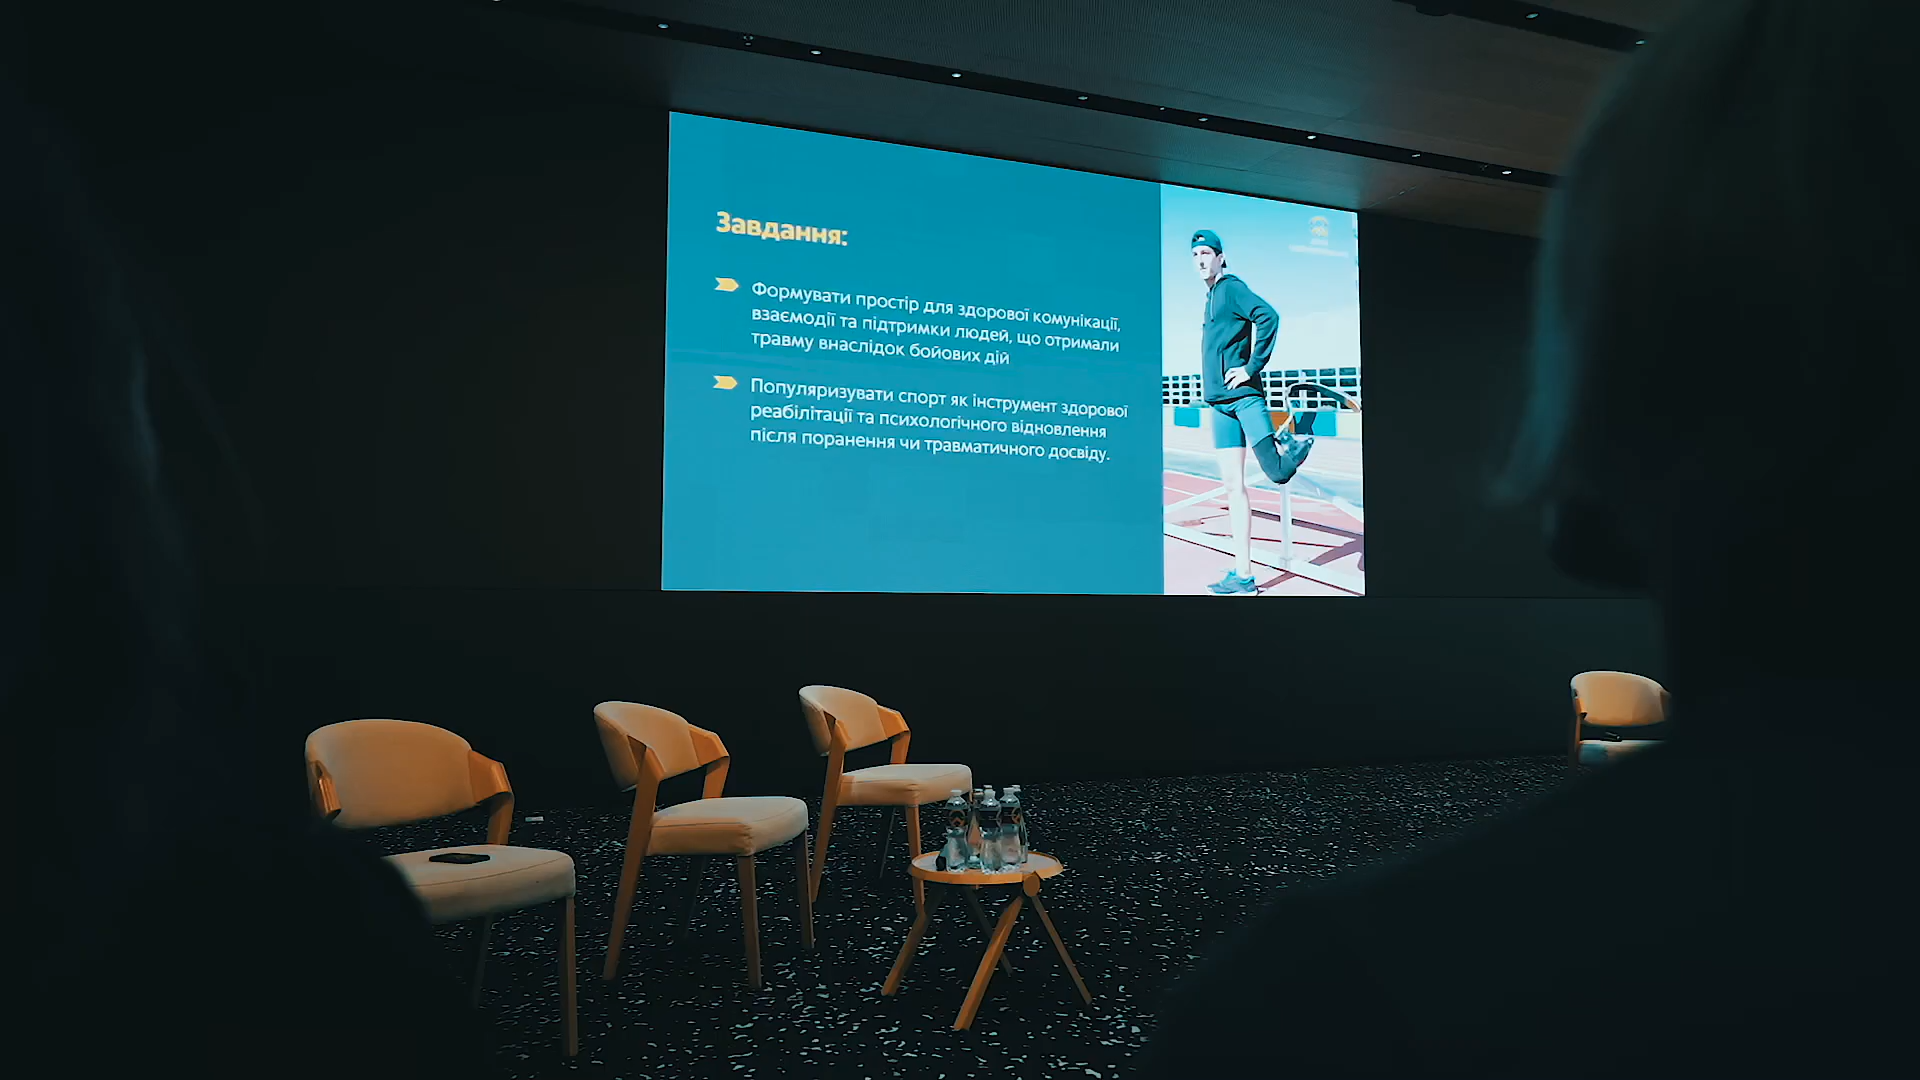 Завдання:
Формувати простір для здорової комунікації,
взаємодії та підтримки людей, що отримали
травму внаслідок бойових дій
Популяризувати спорт як інструмент здорової
реабілітації та психологічного відновлення
після поранення чи травматичного досвіду.